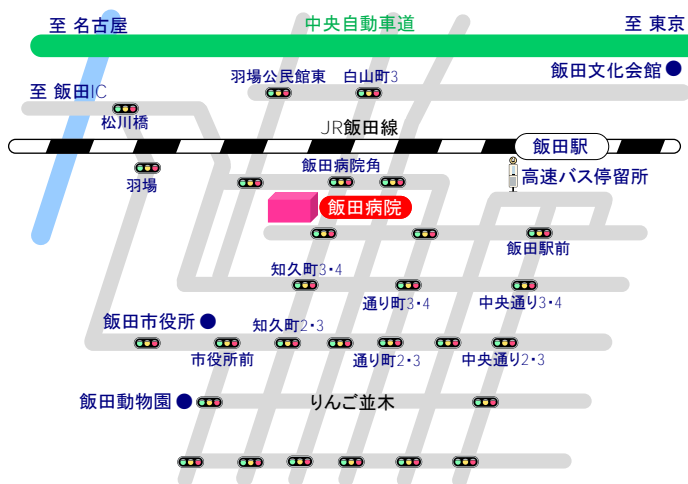 至 名古屋
中央自動車道
至 東京
羽場公民館東
白山町3
飯田文化会館
至 飯田IC
松川橋
JR飯田線
飯田駅
羽場
飯田病院角
高速バス停留所
飯田病院
飯田駅前
知久町3・4
通り町3・4
中央通り3・4
飯田市役所
知久町2・3
市役所前
通り町2・3
中央通り2・3
飯田動物園
りんご並木